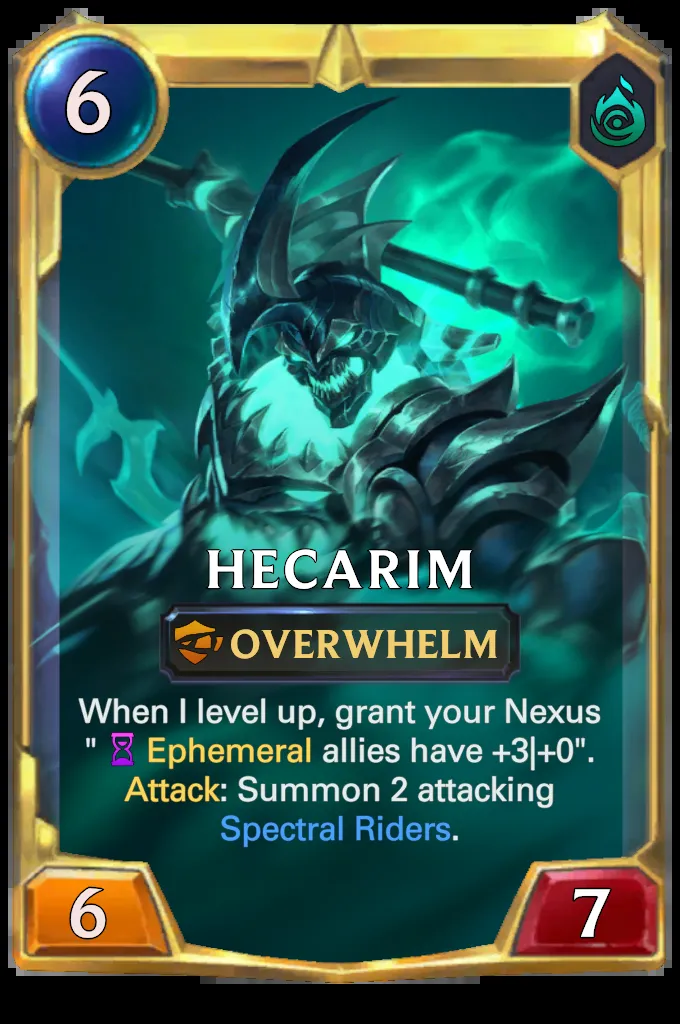 6
HECARIM
OVERWHELM
When I level up, grant your Nexus
" Ephemeral allies have +3|+0".
Attack: Summon 2 attacking
Spectral Riders.
6
7